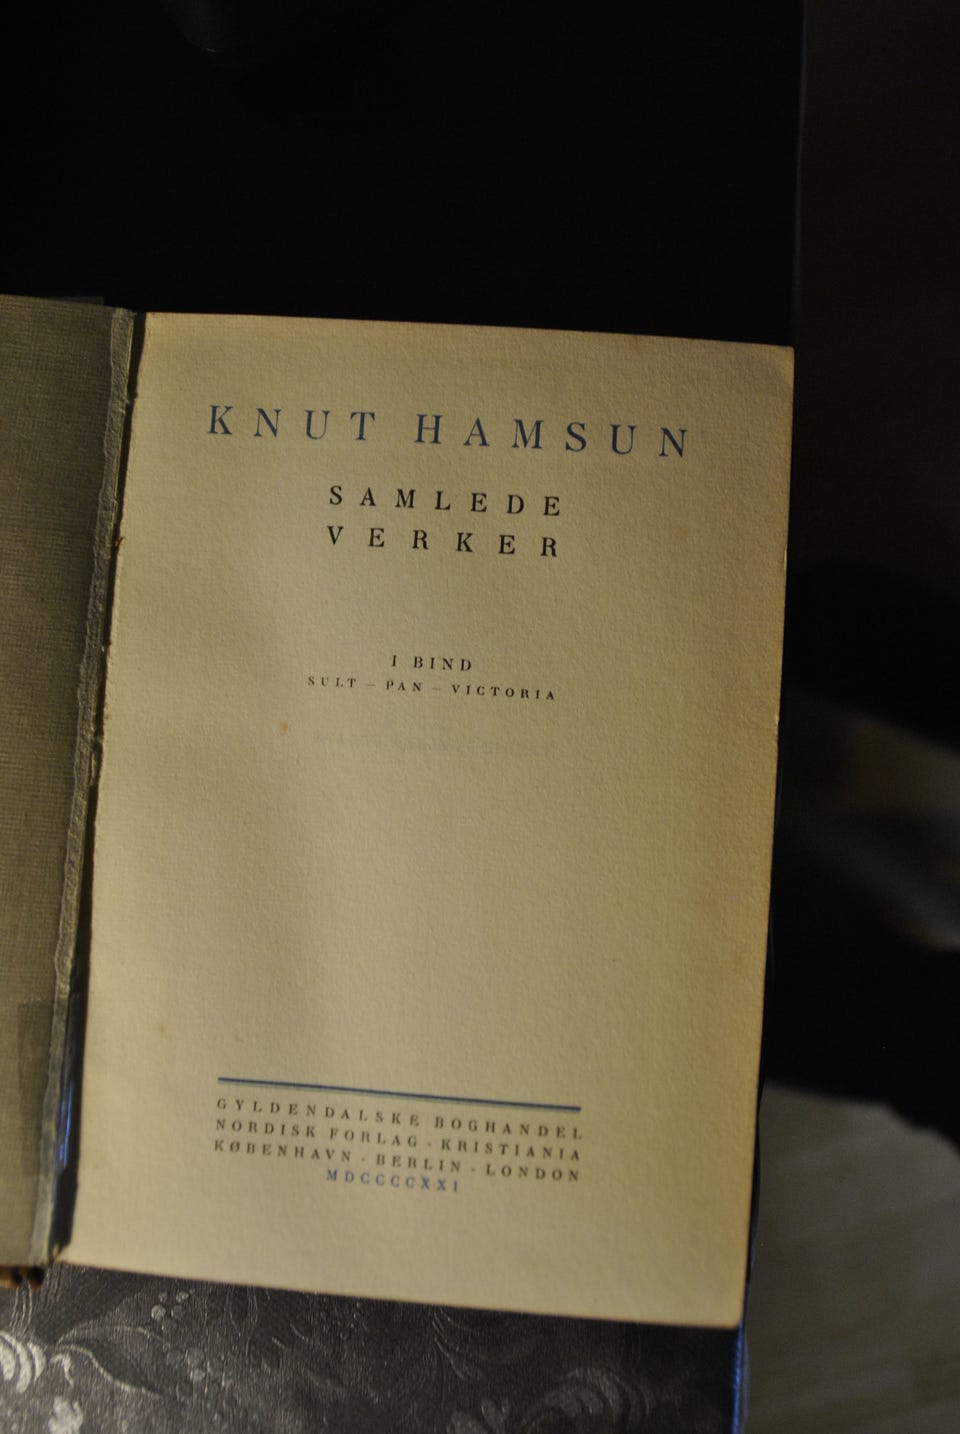 KNUT HAMSUN
SAMLEDE
VERKER
I BIND
SULT – PAN – VICTORIA
GYLDENDALSKE BOGHANDEL
NORDISK FORLAG - KRISTIANIA
KØBENHAVN - BERLIN - LONDON
MDCCCCXXI